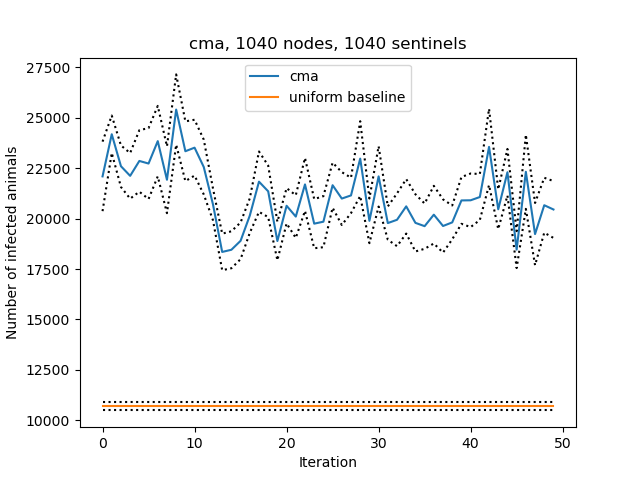 cma, 1040 nodes, 1040 sentinels
cma
uniform baseline
Number of infected animals
27500
25000
22500
20000
17500
15000
12500
10000
0 10 20 30 40 50
Iteration